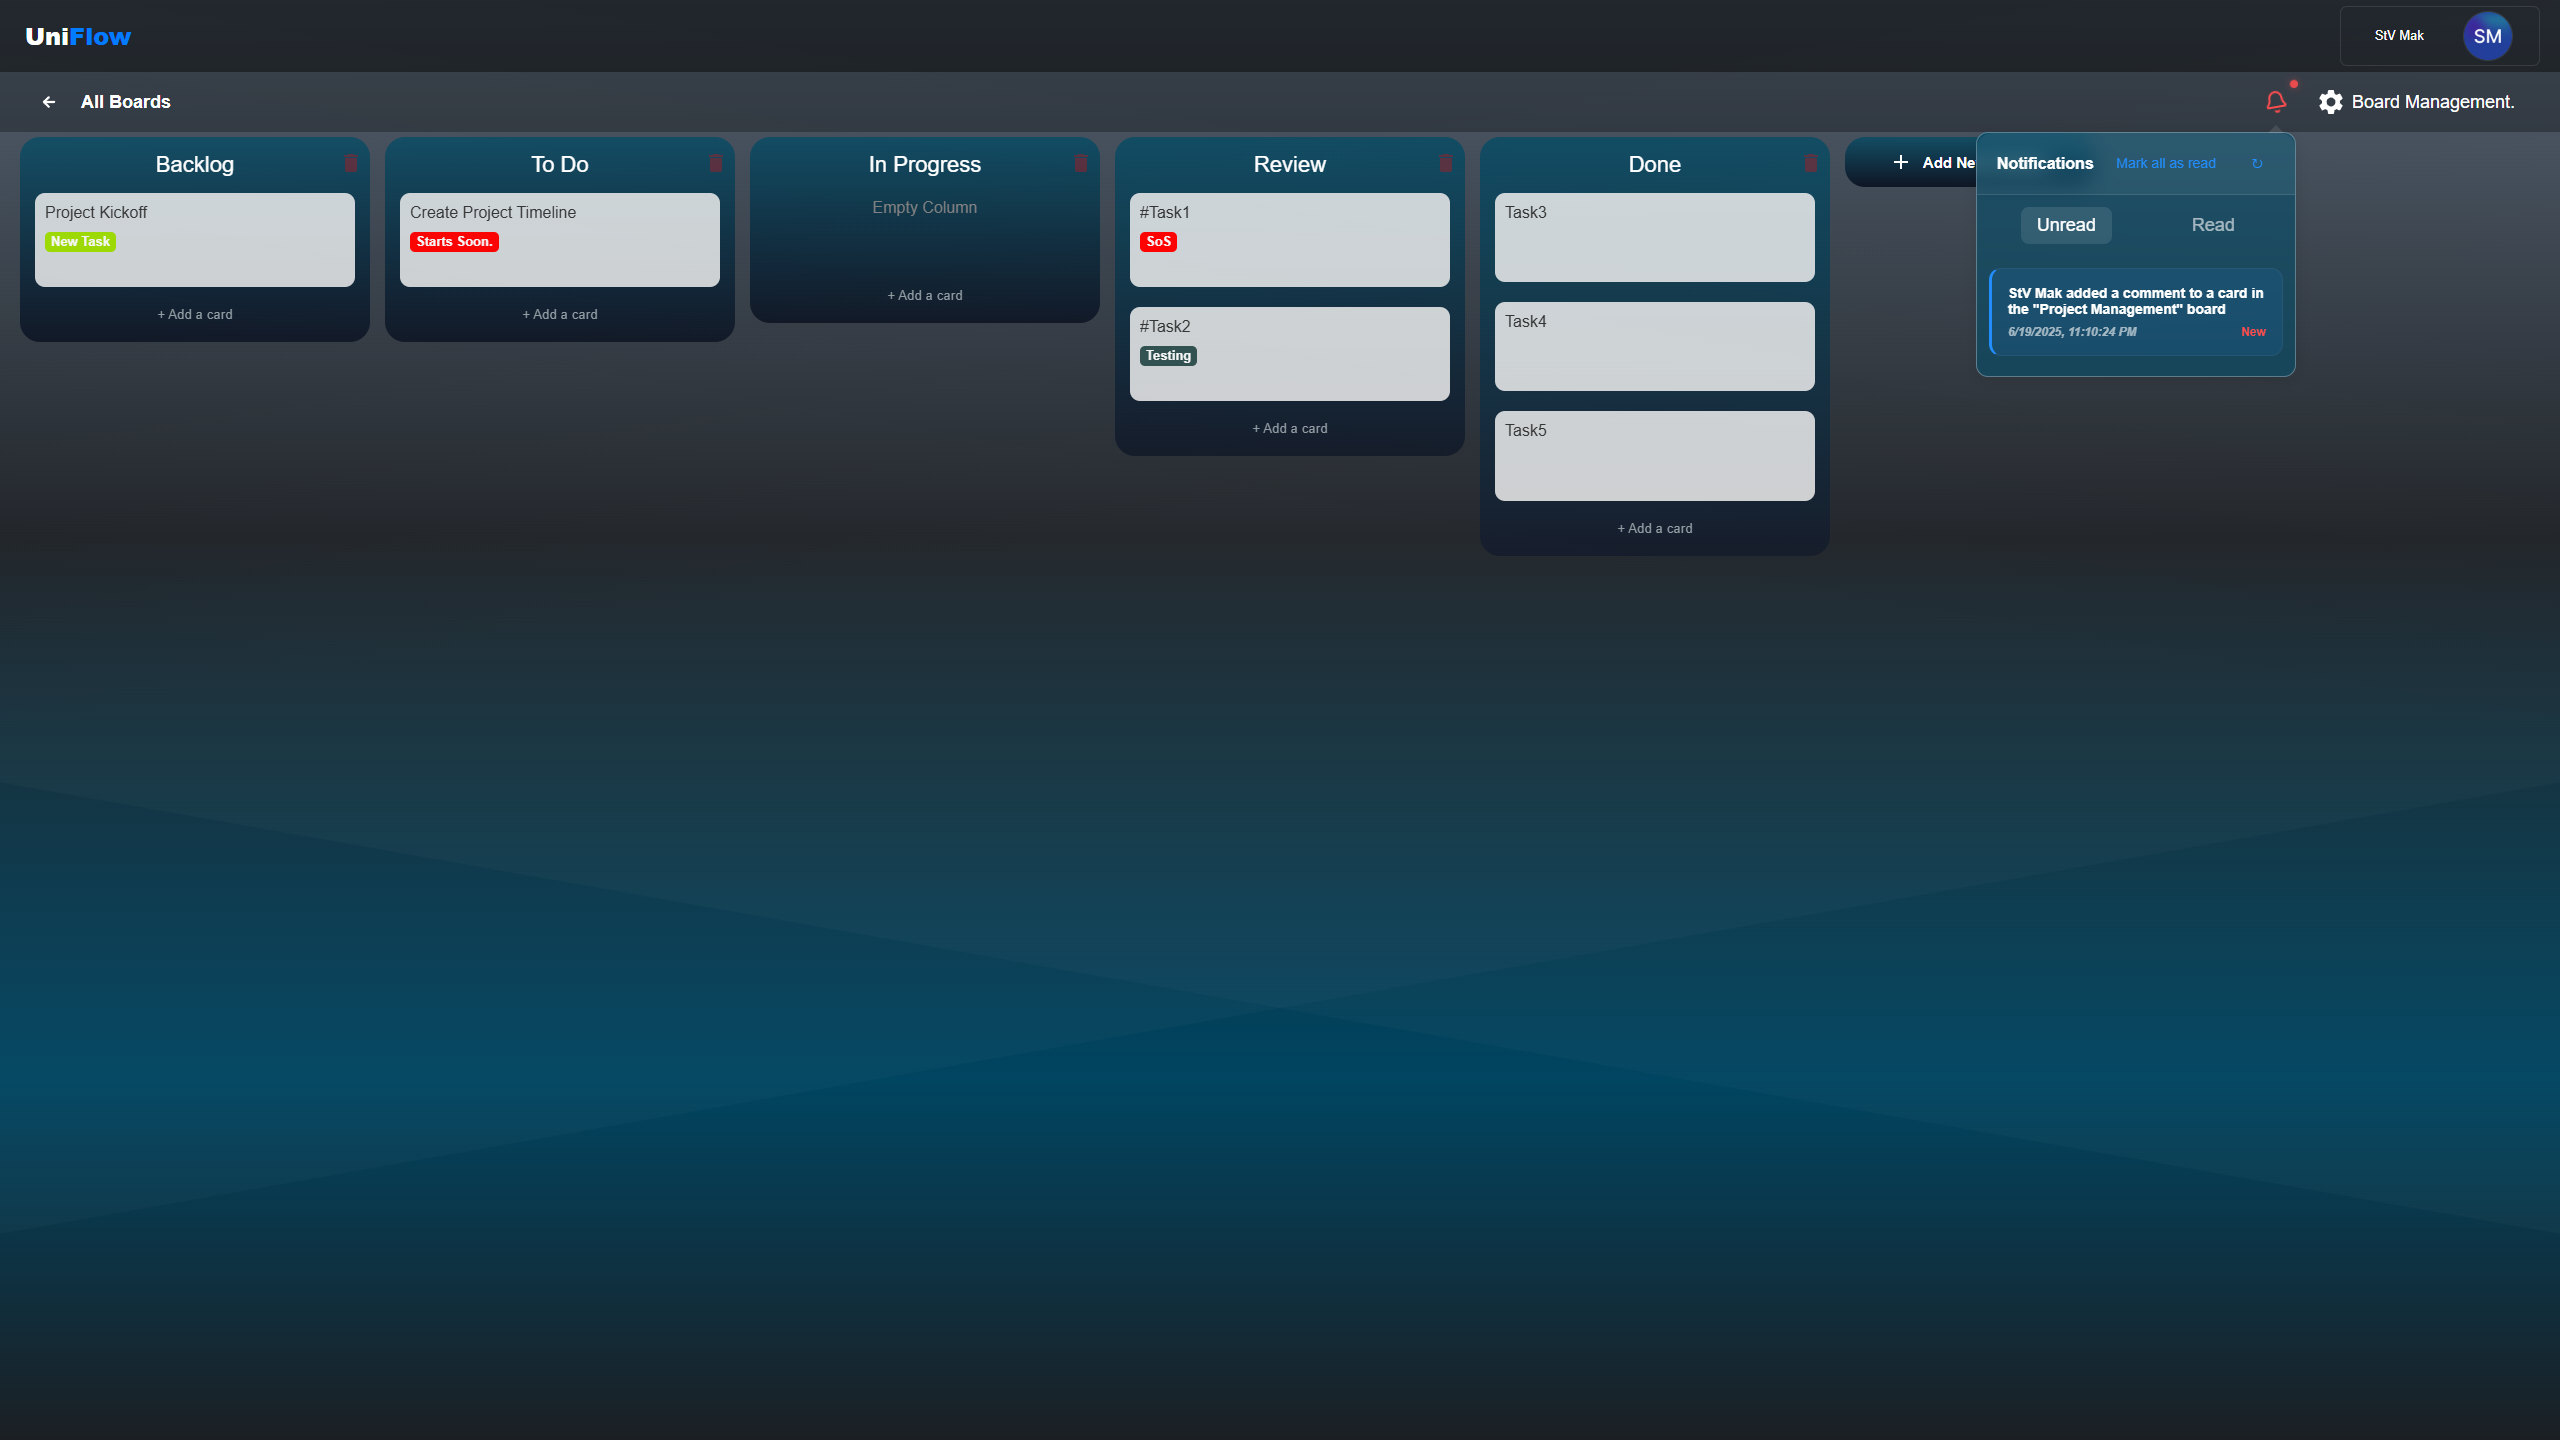 UniFlow
StV Mak
SM
All Boards
Board Management.
Backlog
Project Kickoff
New Task
+ Add a card
To Do
Create Project Timeline
Starts Soon.
+ Add a card
In Progress
Empty Column
+ Add a card
Review
#Task1
SoS
#Task2
Testing
+ Add a card
Done
Task3
Task4
Task5
+ Add a card
Add Ne
Notifications
Mark all as read
Unread
Read
StV Mak added a comment to a card in
the "Project Management" board
6/19/2025, 11:10:24 PM
New